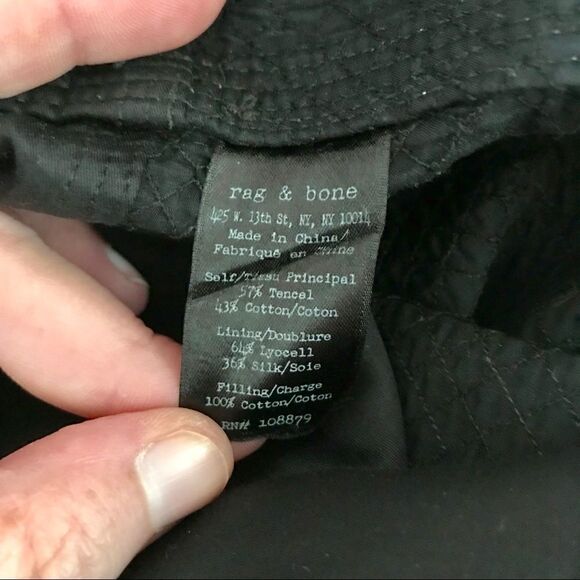 rag & bone
425 W. 13th St, NY, NY 10014
Made in China/
Fabriqué en Chine
Self/Tissu Principal
57% Tencel
43% Cotton/Coton
Lining/Doublure
64% Lyocell
36% Silk/Soie
Filling/Charge
100% Cotton/Coton
RN# 108879